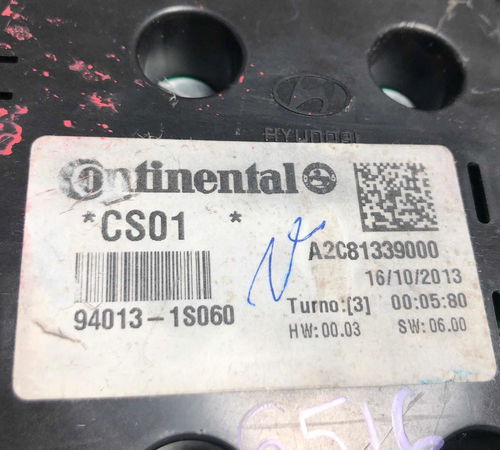 HYUNDAI
Continental
*CS01 *
A2C81339000
16/10/2013
94013-1S060
Turno:[3] 00:05:80
HW:00.03 SW:06.00
6516